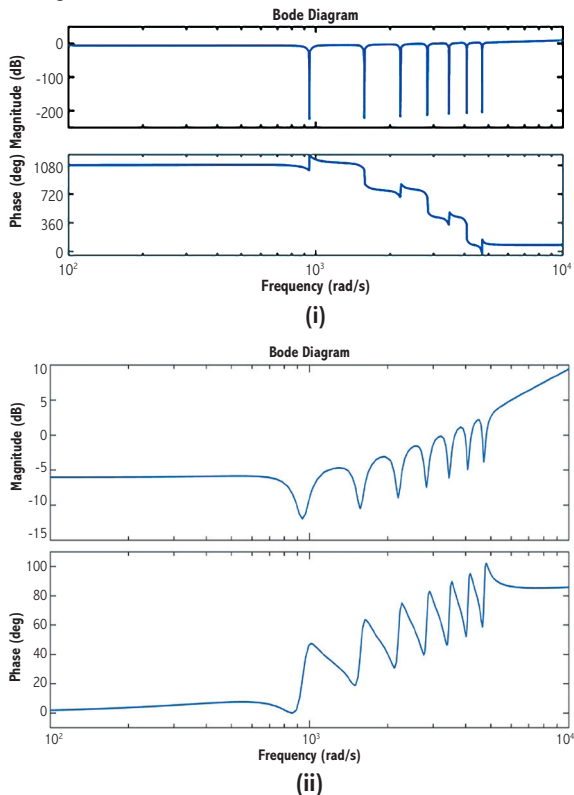 Bode Diagram
Magnitude (dB)
0
-100
-200
Phase (deg)
1080
720
360
0
10² 10³ 10⁴
Frequency (rad/s)
(i)
Bode Diagram
Magnitude (dB)
10
5
0
-5
-10
-15
Phase (deg)
100
80
60
40
20
0
10² 10³ 10⁴
Frequency (rad/s)
(ii)